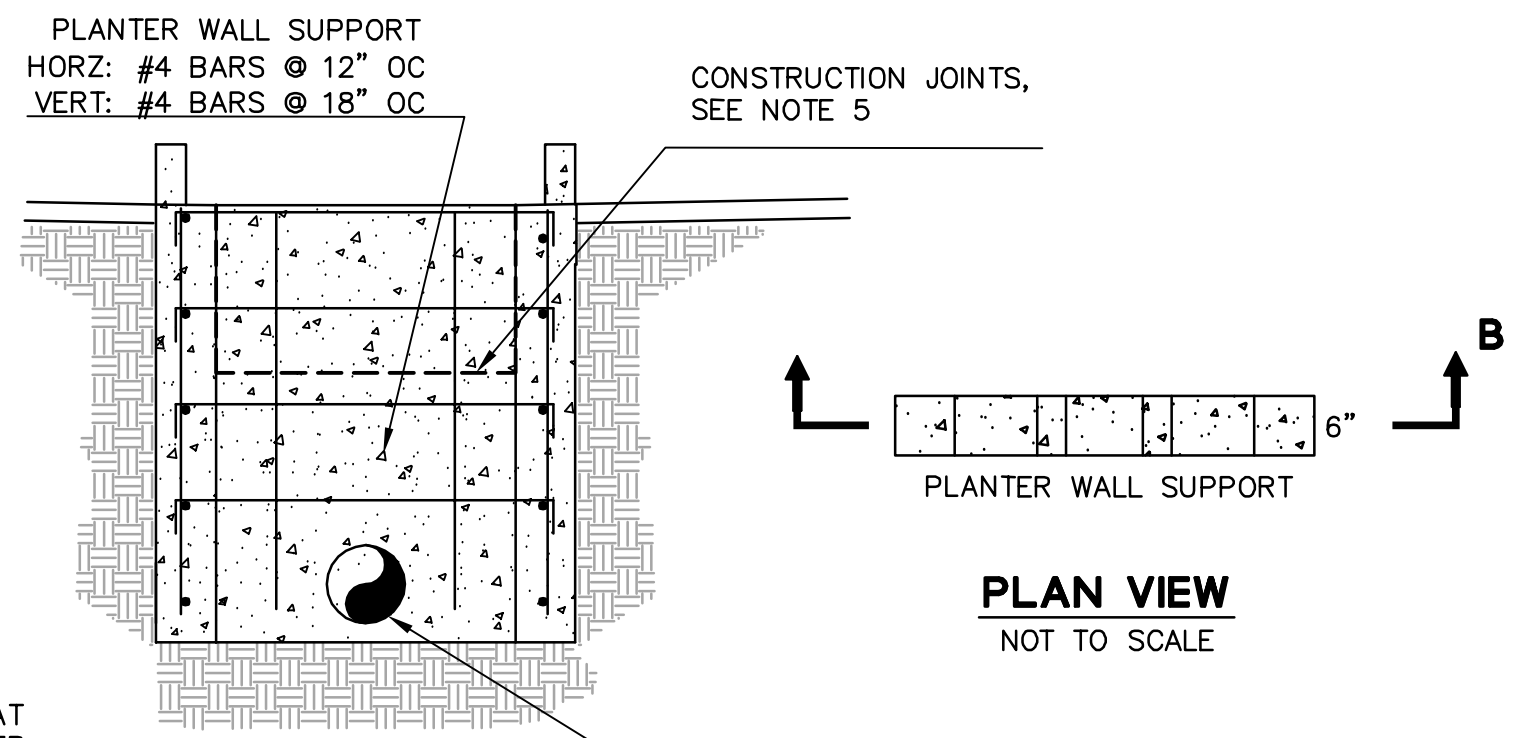 PLANTER WALL SUPPORT
HORZ: #4 BARS @ 12” OC
VERT: #4 BARS @ 18” OC
CONSTRUCTION JOINTS,
SEE NOTE 5
B
6”
PLANTER WALL SUPPORT
PLAN VIEW
NOT TO SCALE